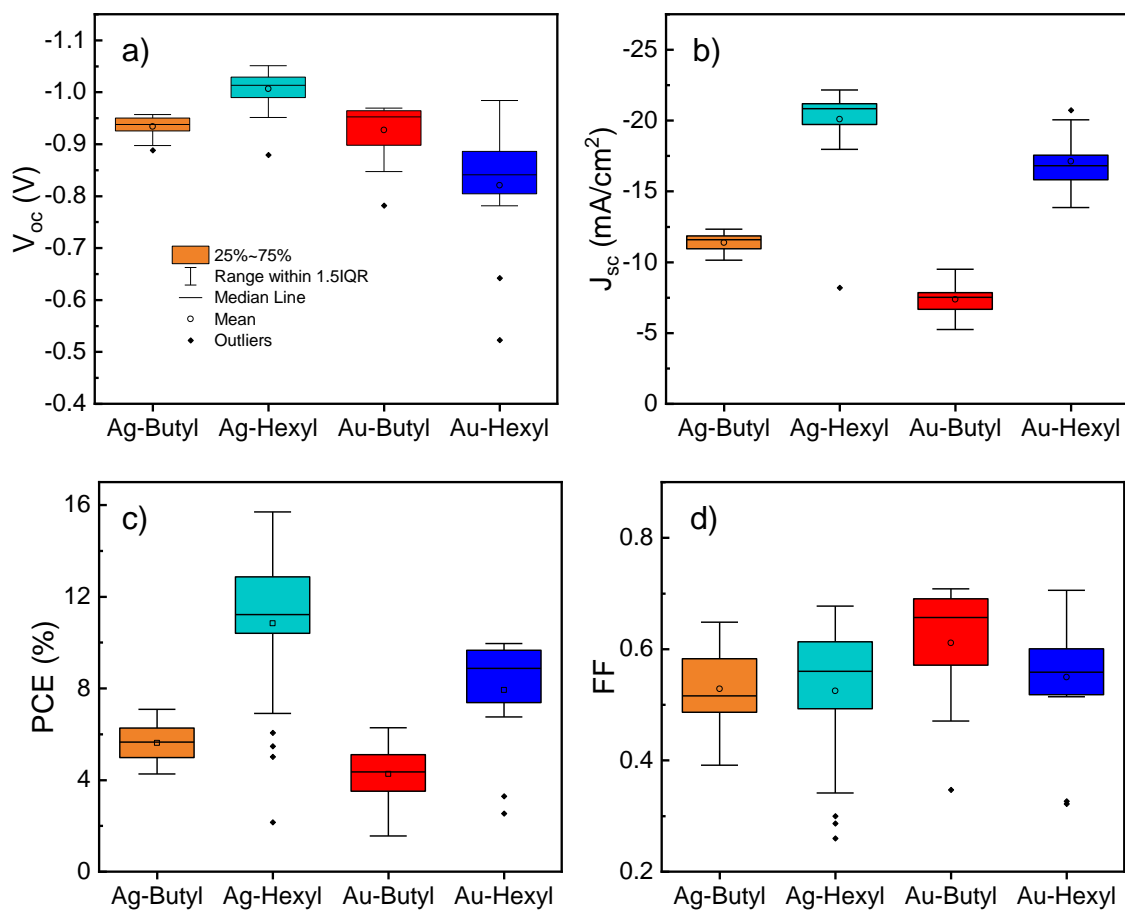 a)
-1.1
-1.0
-0.9
-0.8
-0.7
-0.6
-0.5
-0.4
Voc (V)
25%~75%
Range within 1.5IQR
Median Line
Mean
Outliers
Ag-Butyl Ag-Hexyl Au-Butyl Au-Hexyl
b)
-25
-20
-15
-10
-5
0
Jsc (mA/cm²)
Ag-Butyl Ag-Hexyl Au-Butyl Au-Hexyl
c)
16
12
8
4
0
PCE (%)
Ag-Butyl Ag-Hexyl Au-Butyl Au-Hexyl
d)
0.8
0.6
0.4
0.2
FF
Ag-Butyl Ag-Hexyl Au-Butyl Au-Hexyl